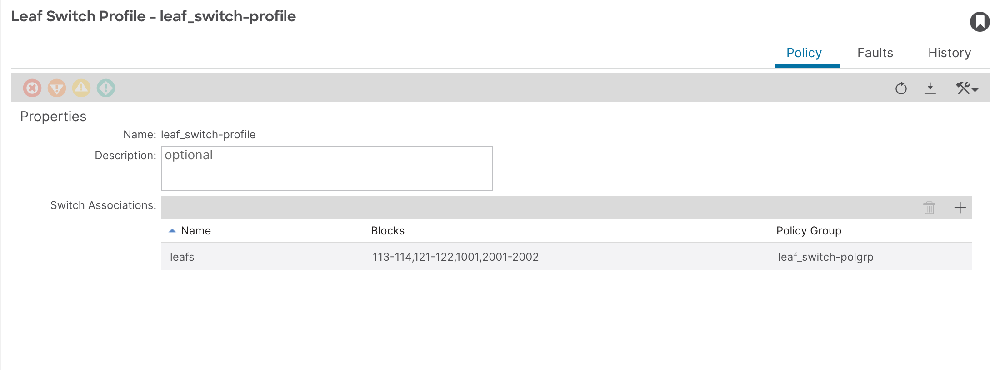 Leaf Switch Profile - leaf_switch-profile
Policy Faults History
Properties
Name: leaf_switch-profile
Description: optional
Switch Associations:
Name Blocks Policy Group
leafs 113-114,121-122,1001,2001-2002 leaf_switch-polgrp